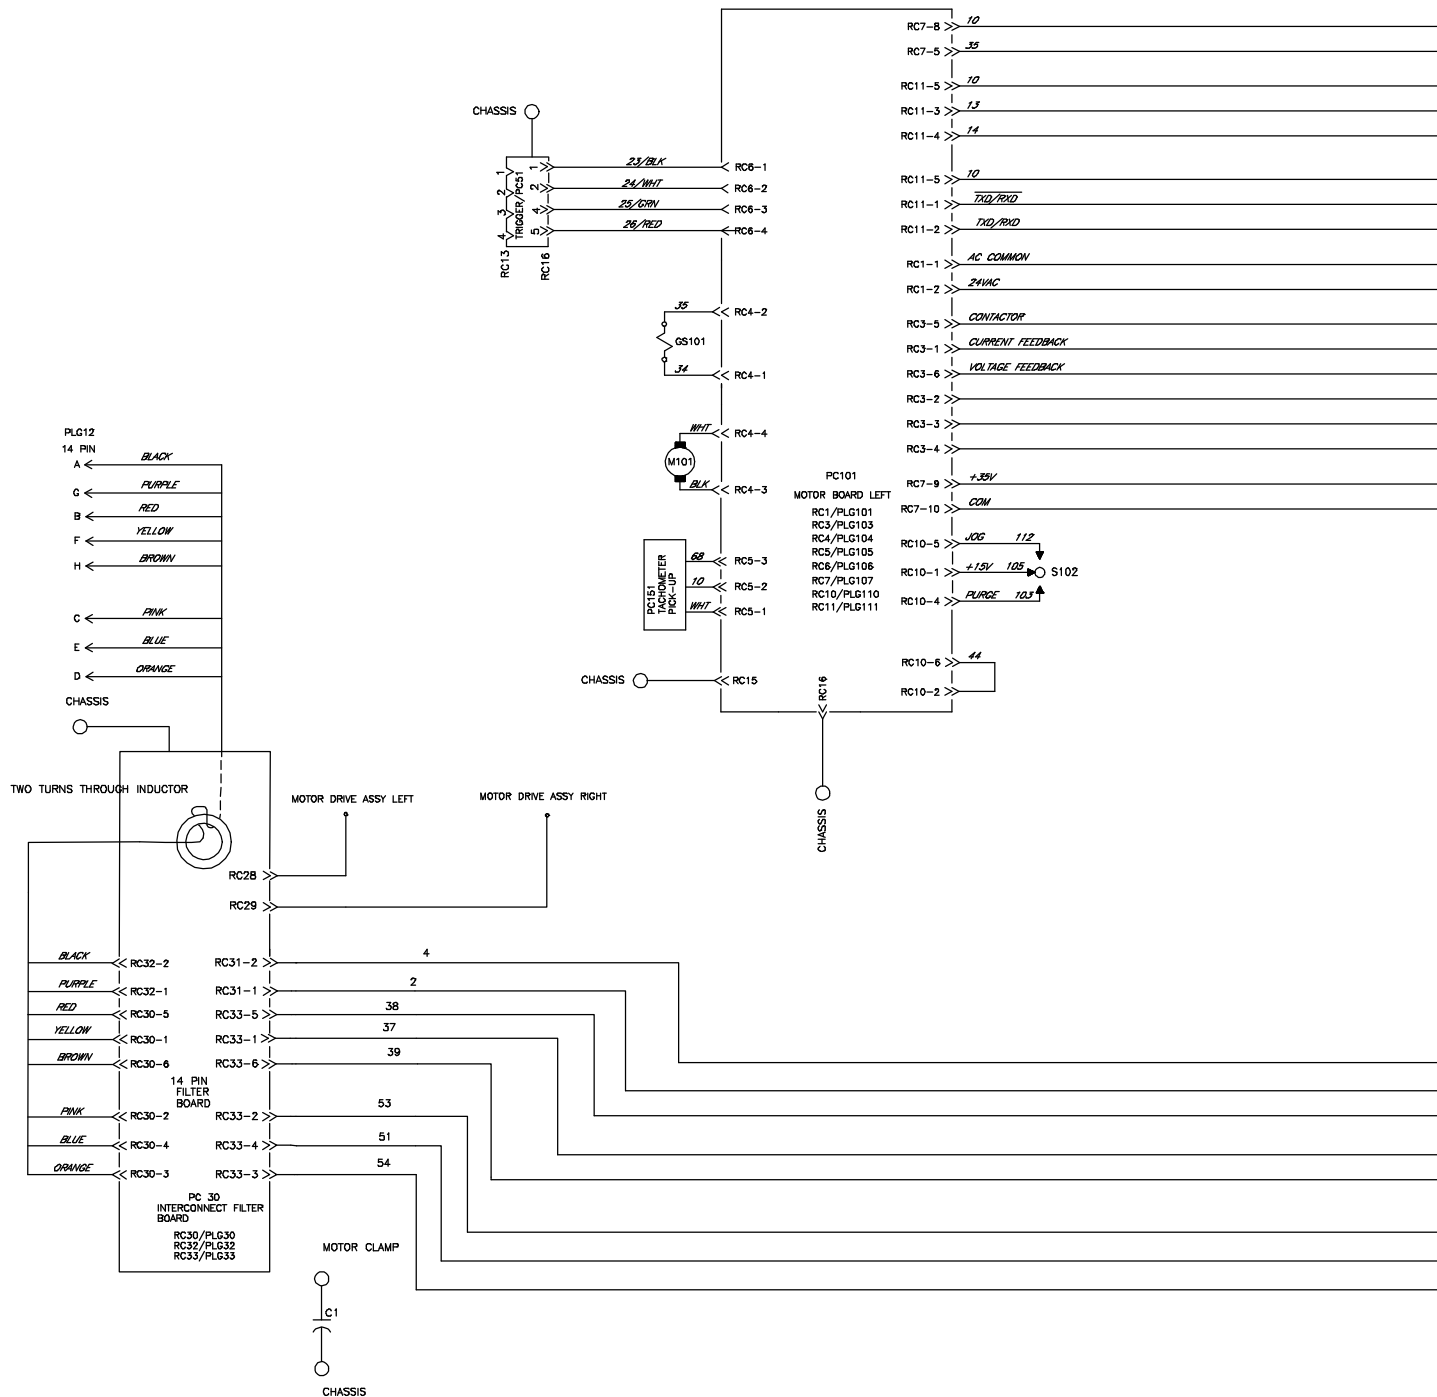 RC7-8 10
RC7-5 35
RC11-5 10
RC11-3 13
RC11-4 14
RC11-5 10
RC11-1 TXD/RXD
RC11-2 TXD/RXD
RC1-1 AC COMMON
RC1-2 24VAC
RC3-5 CONTACTOR
RC3-1 CURRENT FEEDBACK
RC3-6 VOLTAGE FEEDBACK
RC3-2
RC3-3
RC3-4
RC7-9 +35V
RC7-10 COM
RC10-5 JOG 112
RC10-1 +15V 105 S102
RC10-4 PURGE 103
RC10-6 44
RC10-2
CHASSIS
1 2 3 4
RC13
TRIGGER/PC51
1 2 4 5
RC16
23/BLK RC6-1
24/WHT RC6-2
25/GRN RC6-3
26/RED RC6-4
35 RC4-2
GS101
34 RC4-1
WHT RC4-4
M101
BLK RC4-3
PC151
TACHOMETER
PICK-UP
68 RC5-3
10 RC5-2
WHT RC5-1
CHASSIS RC15
RC16
CHASSIS
PC101
MOTOR BOARD LEFT
RC1/PLG101
RC3/PLG103
RC4/PLG104
RC5/PLG105
RC6/PLG106
RC7/PLG107
RC10/PLG110
RC11/PLG111
PLG12
14 PIN
A BLACK
G PURPLE
B RED
F YELLOW
H BROWN
C PINK
E BLUE
D ORANGE
CHASSIS
TWO TURNS THROUGH INDUCTOR
MOTOR DRIVE ASSY LEFT
MOTOR DRIVE ASSY RIGHT
RC28
RC29
BLACK RC32-2 RC31-2 4
PURPLE RC32-1 RC31-1 2
RED RC30-5 RC33-5 38
YELLOW RC30-1 RC33-1 37
BROWN RC30-6 RC33-6 39
14 PIN
FILTER
BOARD
PINK RC30-2 RC33-2 53
BLUE RC30-4 RC33-4 51
ORANGE RC30-3 RC33-3 54
PC 30
INTERCONNECT FILTER
BOARD
RC30/PLG30
RC32/PLG32
RC33/PLG33
MOTOR CLAMP
C1
CHASSIS